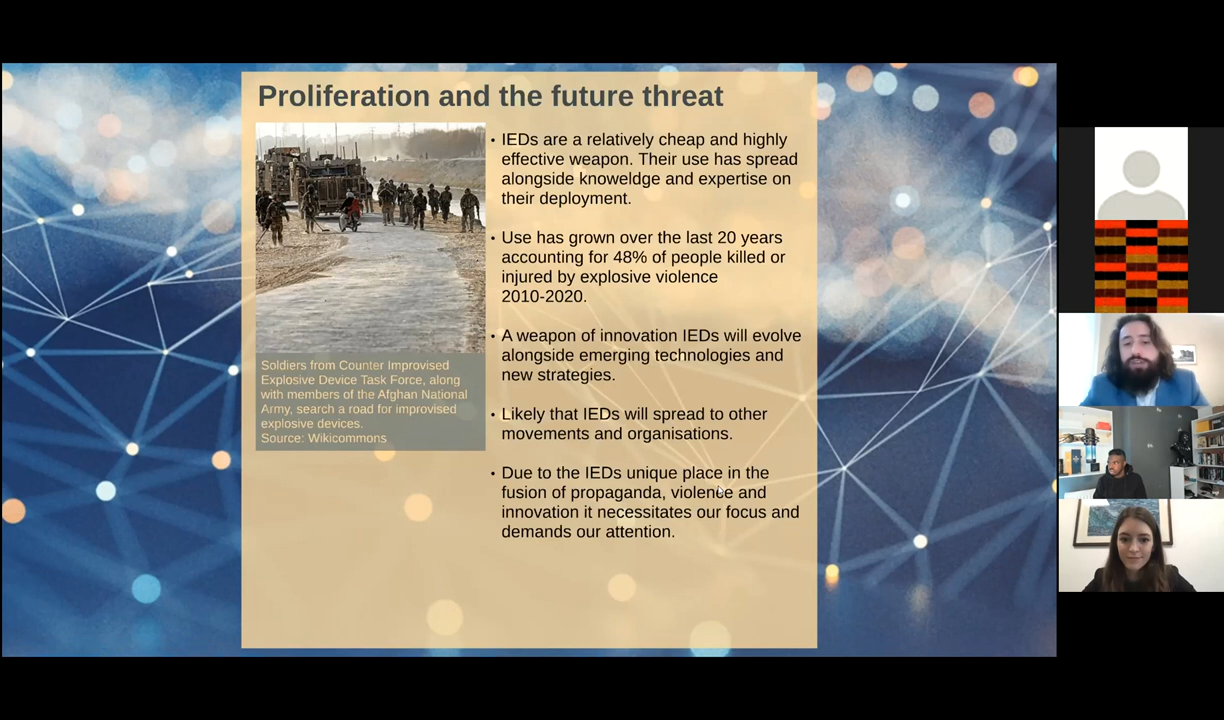 Proliferation and the future threat
• IEDs are a relatively cheap and highly
effective weapon. Their use has spread
alongside knoweldge and expertise on
their deployment.
• Use has grown over the last 20 years
accounting for 48% of people killed or
injured by explosive violence
2010-2020.
• A weapon of innovation IEDs will evolve
alongside emerging technologies and
new strategies.
• Likely that IEDs will spread to other
movements and organisations.
• Due to the IEDs unique place in the
fusion of propaganda, violence and
innovation it necessitates our focus and
demands our attention.
Soldiers from Counter Improvised
Explosive Device Task Force, along
with members of the Afghan National
Army, search a road for improvised
explosive devices.
Source: Wikicommons